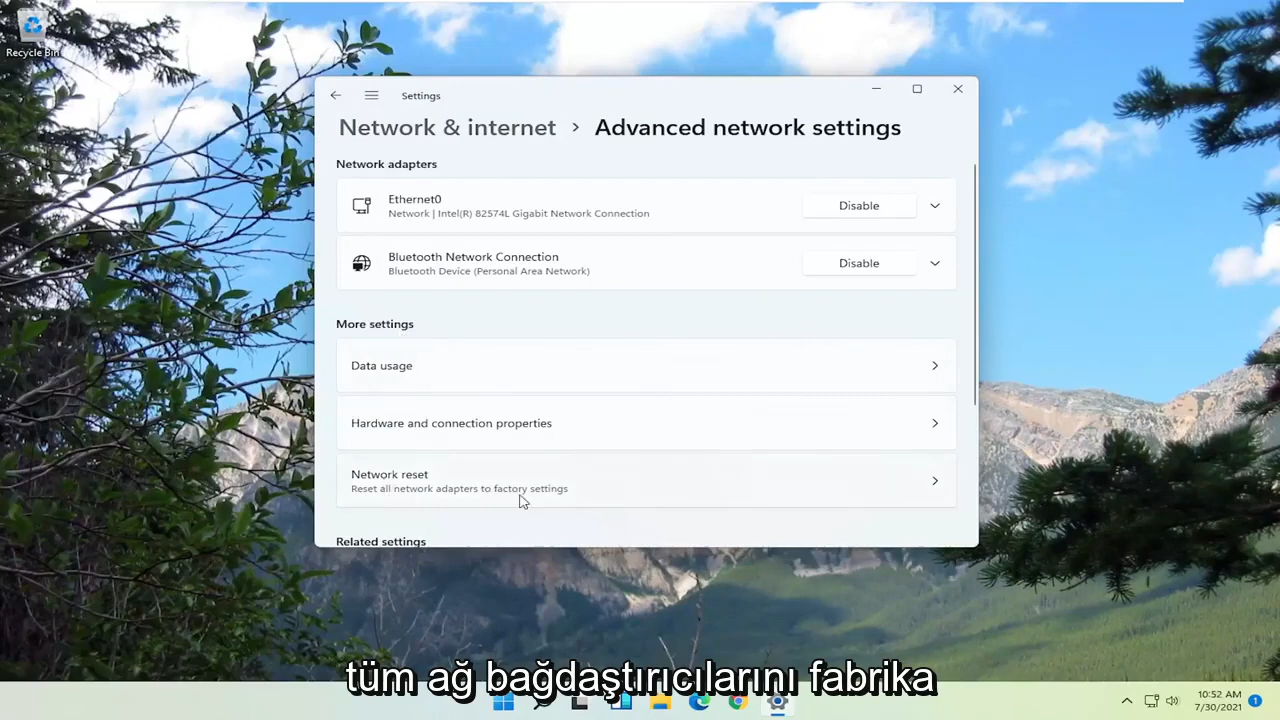 Recycle Bin
Settings
Network & internet > Advanced network settings
Network adapters
Ethernet0
Network | Intel(R) 82574L Gigabit Network Connection
Disable
Bluetooth Network Connection
Bluetooth Device (Personal Area Network)
Disable
More settings
Data usage
Hardware and connection properties
Network reset
Reset all network adapters to factory settings
Related settings
tüm ağ bağdaştırıcılarını fabrika
10:52 AM
7/30/2021
1